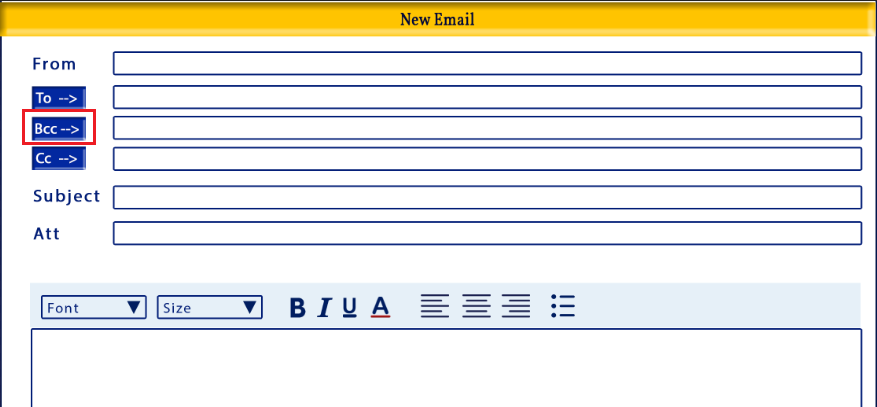 New Email
From
To -->
Bcc -->
Cc -->
Subject
Att
Font Size B I U A